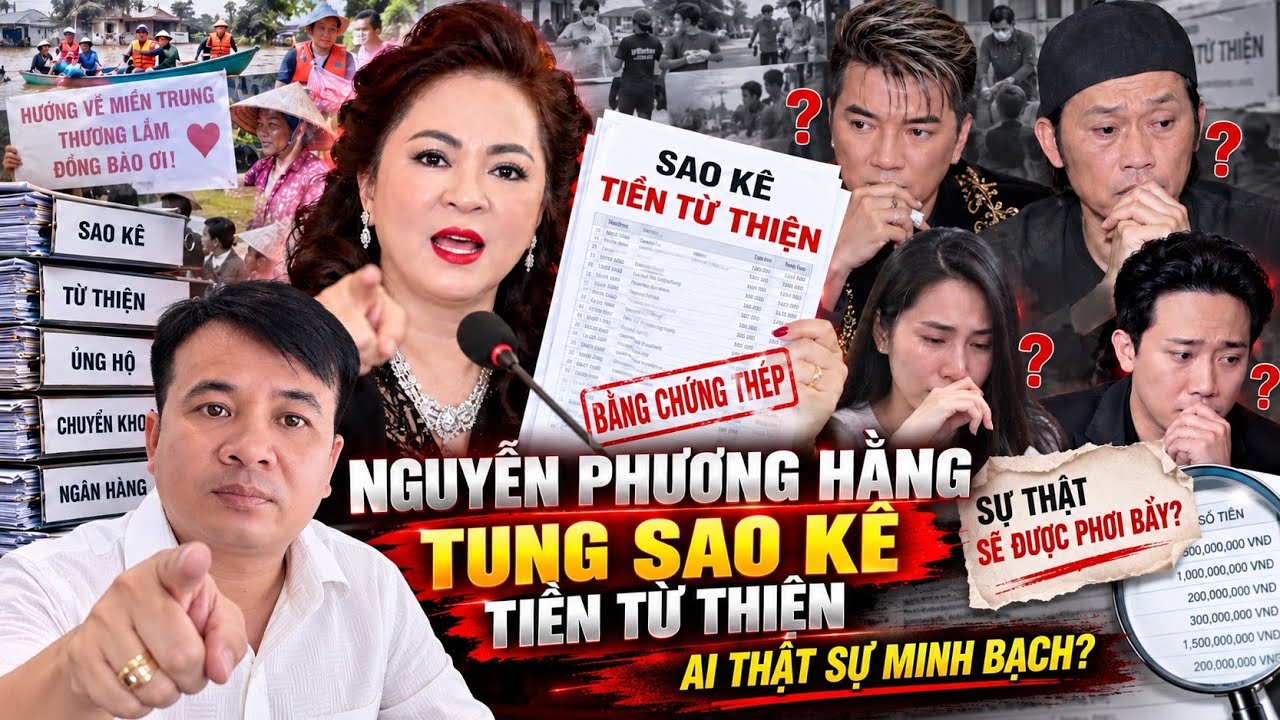 HƯỚNG VỀ MIỀN TRUNG
THƯƠNG LẮM
ĐỒNG BÀO ƠI!
SAO KÊ
TỪ THIỆN
ỦNG HỘ
CHUYỂN KHO
NGÂN HÀNG
SAO KÊ
TIỀN TỪ THIỆN
BẰNG CHỨNG THÉP
TỪ THIỆN
?
?
?
?
NGUYỄN PHƯƠNG HẰNG
TUNG SAO KÊ
TIỀN TỪ THIỆN
AI THẬT SỰ MINH BẠCH?
SỰ THẬT
SẼ ĐƯỢC PHƠI BẨY?
SỐ TIỀN
500,000,000 VNĐ
1,000,000,000 VNĐ
200,000,000 VNĐ
300,000,000 VNĐ
1,500,000,000 VNĐ
200,000,000 VNĐ